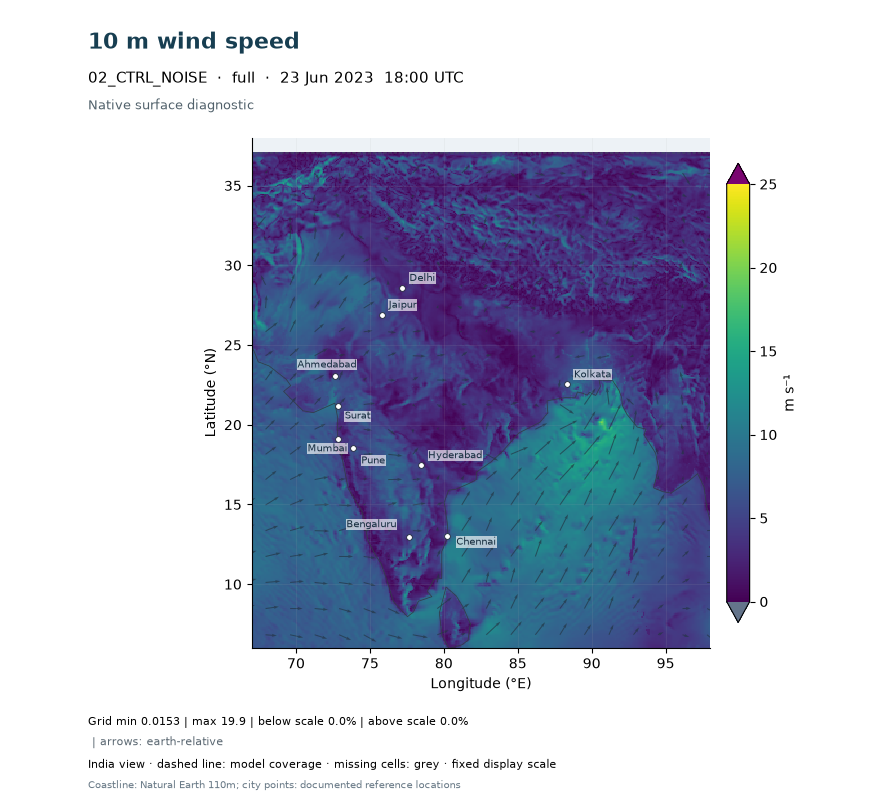 10 m wind speed
02_CTRL_NOISE · full · 23 Jun 2023 18:00 UTC
Native surface diagnostic
35
30
25
20
15
10
Latitude (°N)
70
75
80
85
90
95
Longitude (°E)
Delhi
Jaipur
Ahmedabad
Kolkata
Surat
Mumbai
Pune
Hyderabad
Bengaluru
Chennai
25
20
15
10
5
0
m s⁻¹
Grid min 0.0153 | max 19.9 | below scale 0.0% | above scale 0.0%
| arrows: earth-relative
India view · dashed line: model coverage · missing cells: grey · fixed display scale
Coastline: Natural Earth 110m; city points: documented reference locations